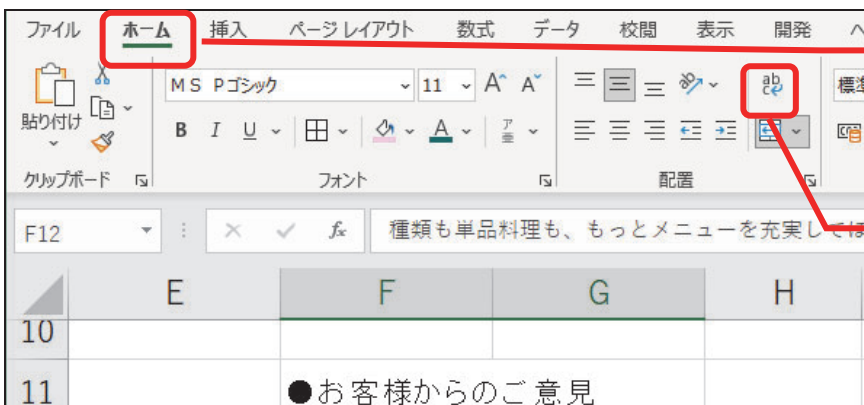 ファイル ホーム 挿入 ページ レイアウト 数式 データ 校閲 表示 開発 ヘ
MS Pゴシック 11 A A ab 標準
貼り付け B I U A ア亜
クリップボード フォント 配置
F12 fx 種類も単品料理も、もっとメニューを充実してほ
E F G H
10
11 ●お客様からのご意見